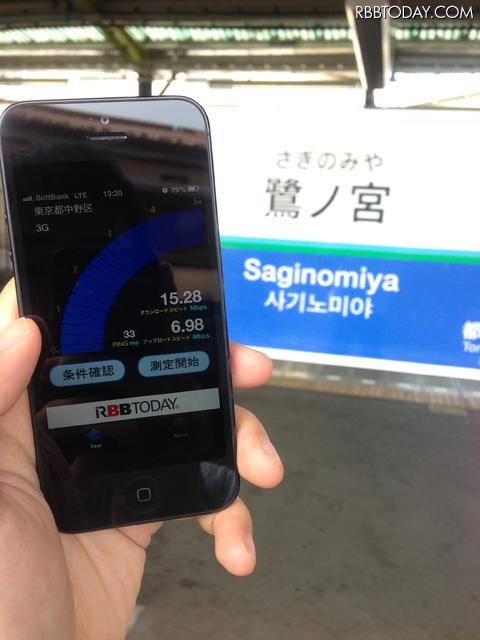 RBBTODAY.COM
SoftBank LTE 13:20 79%
東京都中野区
3G
1
2
3
4
5M
15.28
ダウンロードスピード Mbps
33
PING ms
6.98
アップロードスピード Mbps
条件確認
測定開始
RBBTODAY
Test
About
さぎのみや
鷺ノ宮
Saginomiya
사기노미야